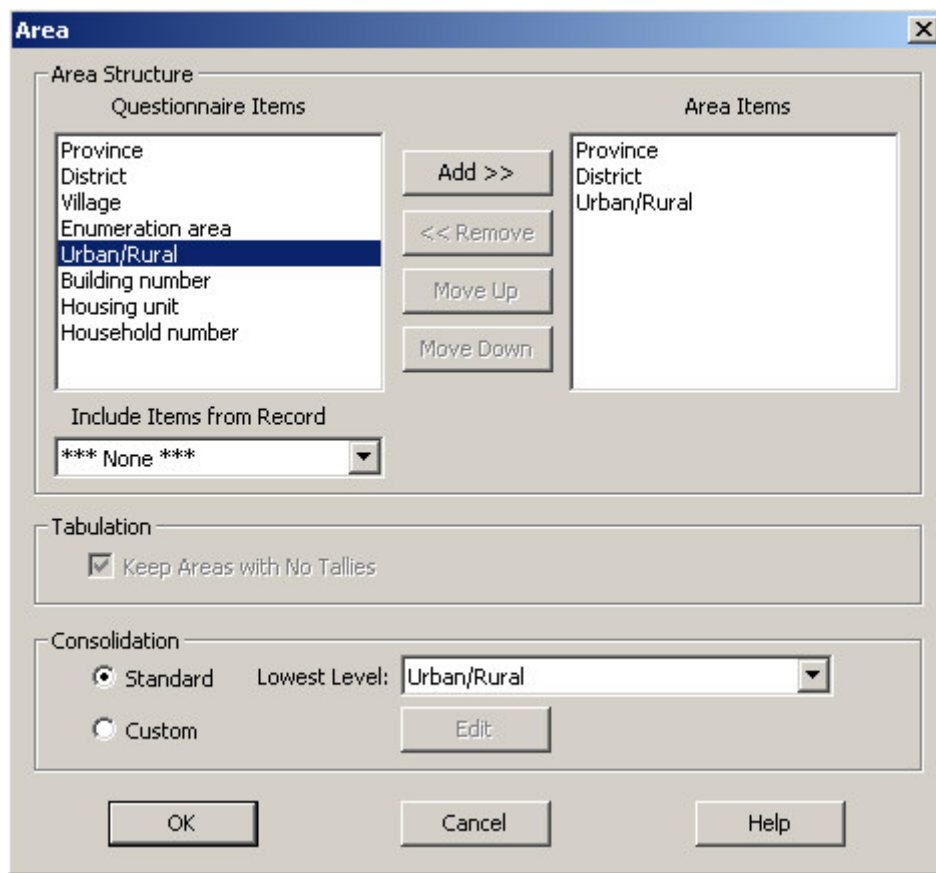 Area
Area Structure
Questionnaire Items
Area Items
Province
District
Village
Enumeration area
Urban/Rural
Building number
Housing unit
Household number
Add >>
<< Remove
Move Up
Move Down
Province
District
Urban/Rural
Include Items from Record
*** None ***
Tabulation
Keep Areas with No Tallies
Consolidation
Standard
Lowest Level: Urban/Rural
Custom
Edit
OK
Cancel
Help